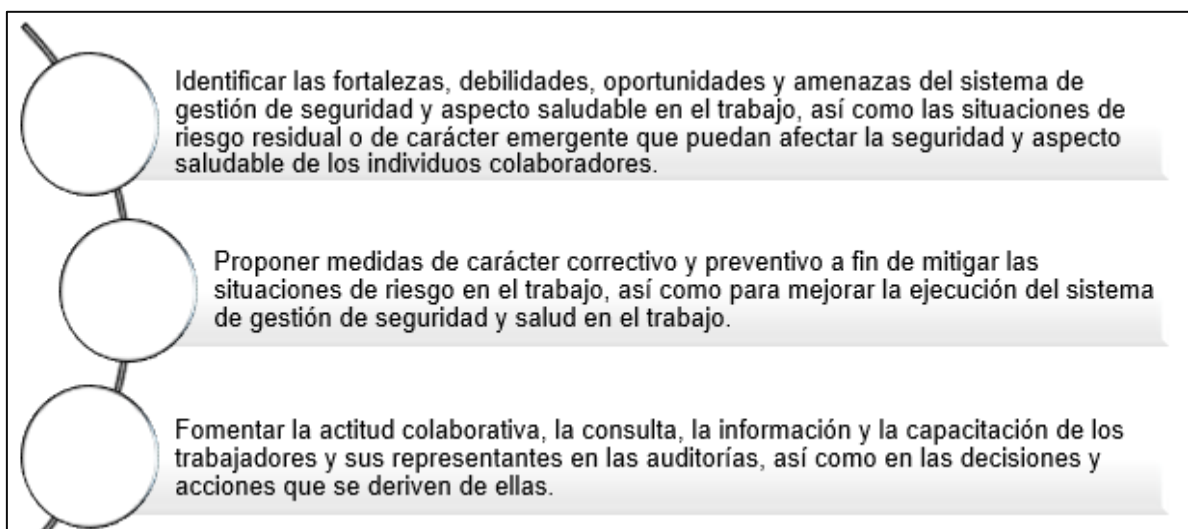 Identificar las fortalezas, debilidades, oportunidades y amenazas del sistema de
gestión de seguridad y aspecto saludable en el trabajo, así como las situaciones de
riesgo residual o de carácter emergente que puedan afectar la seguridad y aspecto
saludable de los individuos colaboradores.
Proponer medidas de carácter correctivo y preventivo a fin de mitigar las
situaciones de riesgo en el trabajo, así como para mejorar la ejecución del sistema
de gestión de seguridad y salud en el trabajo.
Fomentar la actitud colaborativa, la consulta, la información y la capacitación de los
trabajadores y sus representantes en las auditorías, así como en las decisiones y
acciones que se deriven de ellas.